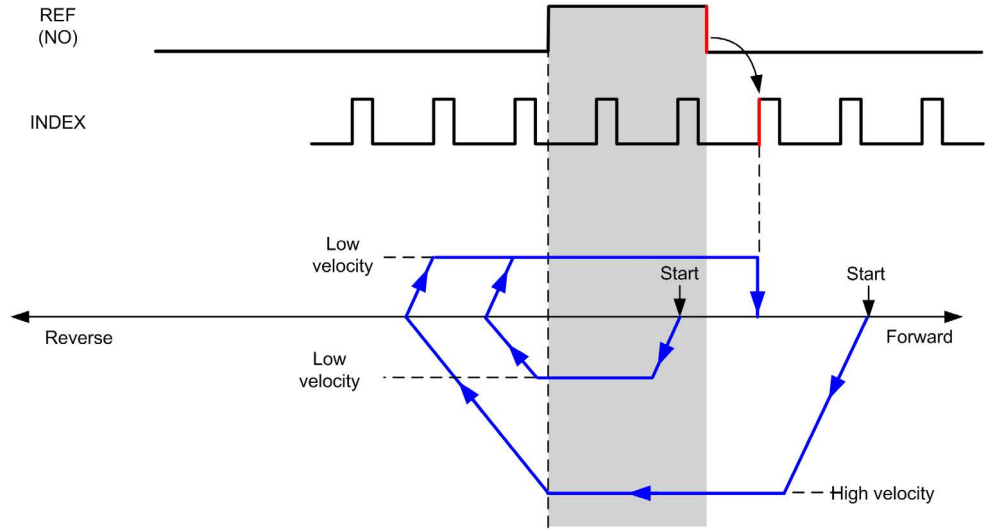 REF
(NO)
INDEX
Low
velocity
Start
Start
Reverse
Forward
Low
velocity
High velocity